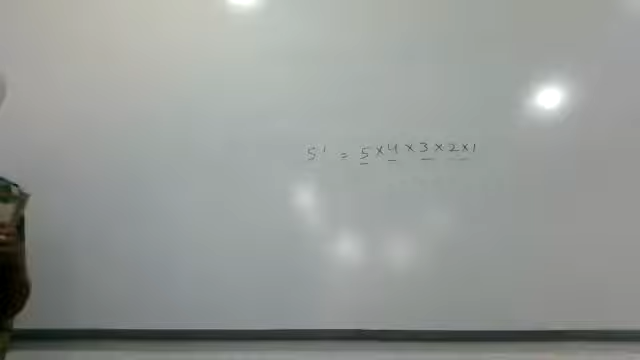 5! = 5 × 4 × 3 × 2 × 1